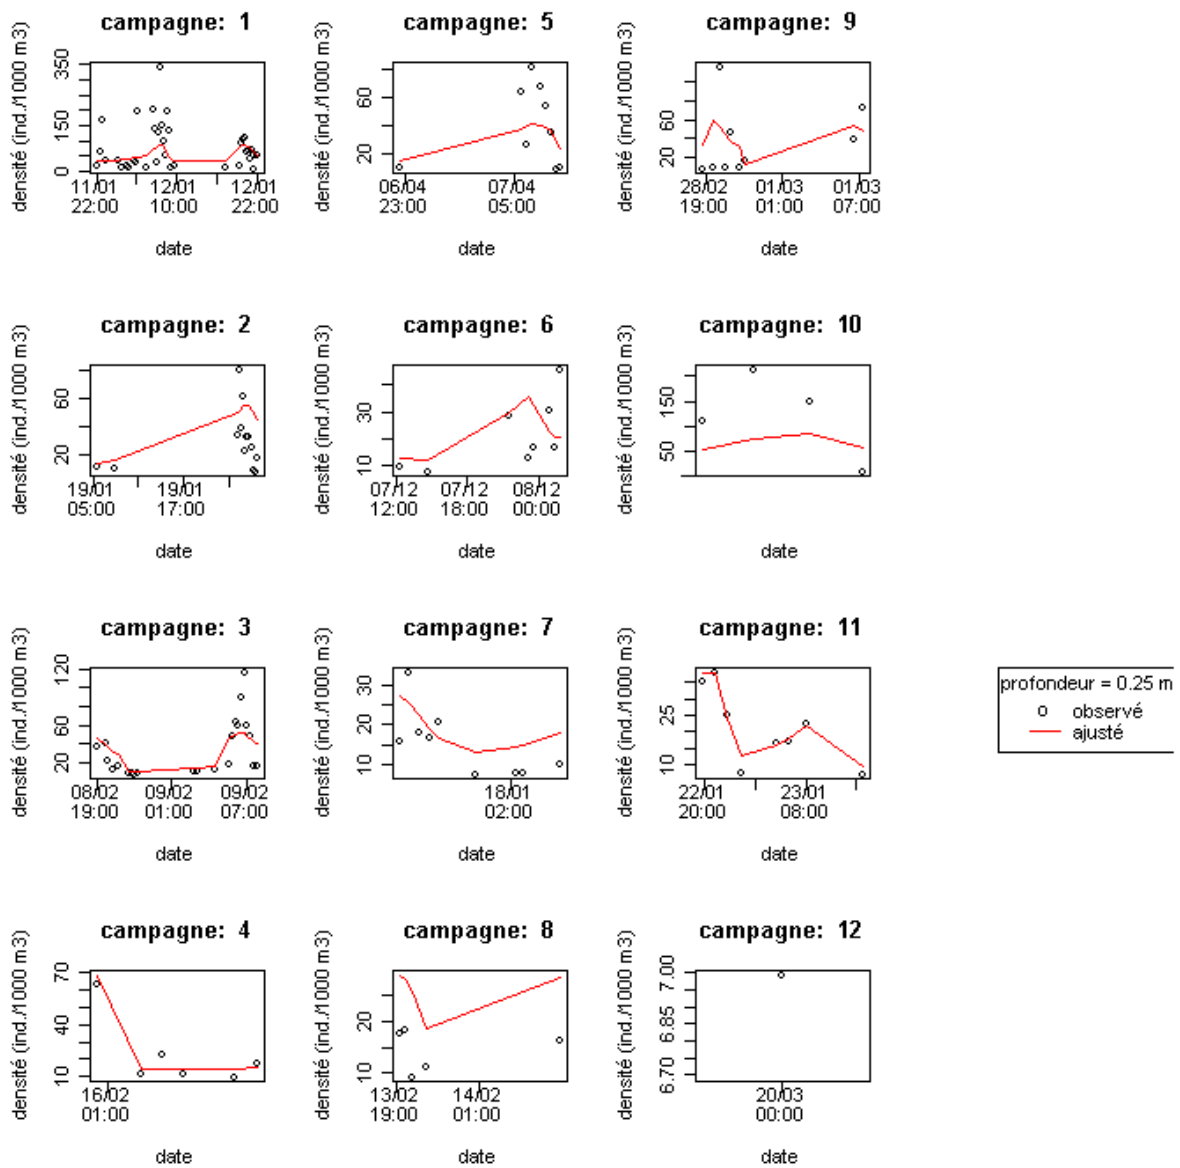 campagne: 1
densité (ind./1000 m3)
350
150
0
11/01 12/01 12/01
22:00 10:00 22:00
date
campagne: 5
densité (ind./1000 m3)
60
20
06/04 07/04
23:00 05:00
date
campagne: 9
densité (ind./1000 m3)
60
20
28/02 01/03 01/03
19:00 01:00 07:00
date
campagne: 2
densité (ind./1000 m3)
60
20
19/01 19/01
05:00 17:00
date
campagne: 6
densité (ind./1000 m3)
30
10
07/12 07/12 08/12
12:00 18:00 00:00
date
campagne: 10
densité (ind./1000 m3)
150
50
date
campagne: 3
densité (ind./1000 m3)
120
60
20
08/02 09/02 09/02
19:00 01:00 07:00
date
campagne: 7
densité (ind./1000 m3)
30
20
10
18/01
02:00
date
campagne: 11
densité (ind./1000 m3)
25
10
22/01 23/01
20:00 08:00
date
profondeur = 0.25 m
observé
ajusté
campagne: 4
densité (ind./1000 m3)
70
40
10
16/02
01:00
date
campagne: 8
densité (ind./1000 m3)
20
10
13/02 14/02
19:00 01:00
date
campagne: 12
densité (ind./1000 m3)
7.00
6.85
6.70
20/03
00:00
date